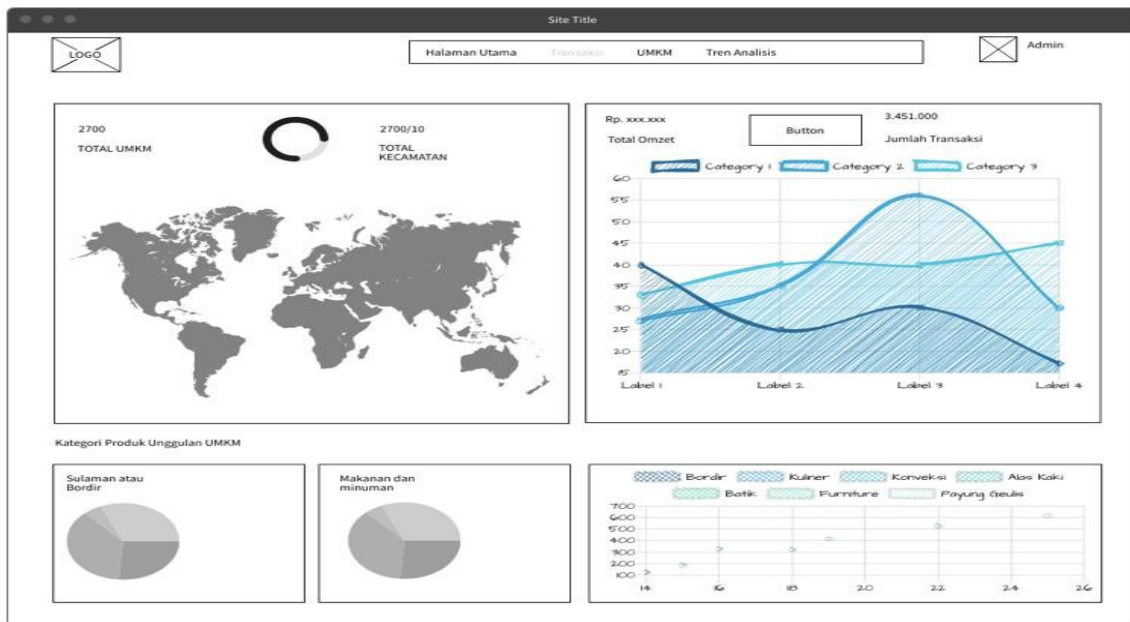 Site Title
LOGO
Halaman Utama
Transaksi
UMKM
Tren Analisis
Admin
2700
TOTAL UMKM
2700/10
TOTAL
KECAMATAN
Rp. xxx.xxx
Total Omzet
Button
3.451.000
Jumlah Transaksi
Category 1
Category 2
Category 3
60
55
50
45
40
35
30
25
20
15
Label 1
Label 2
Label 3
Label 4
Kategori Produk Unggulan UMKM
Sulaman atau
Bordir
Makanan dan
minuman
Bordir
Kuliner
Konveksi
Alas Kaki
Batik
Furniture
Payung Geulis
700
600
500
400
300
200
100
14
16
18
20
22
24
26